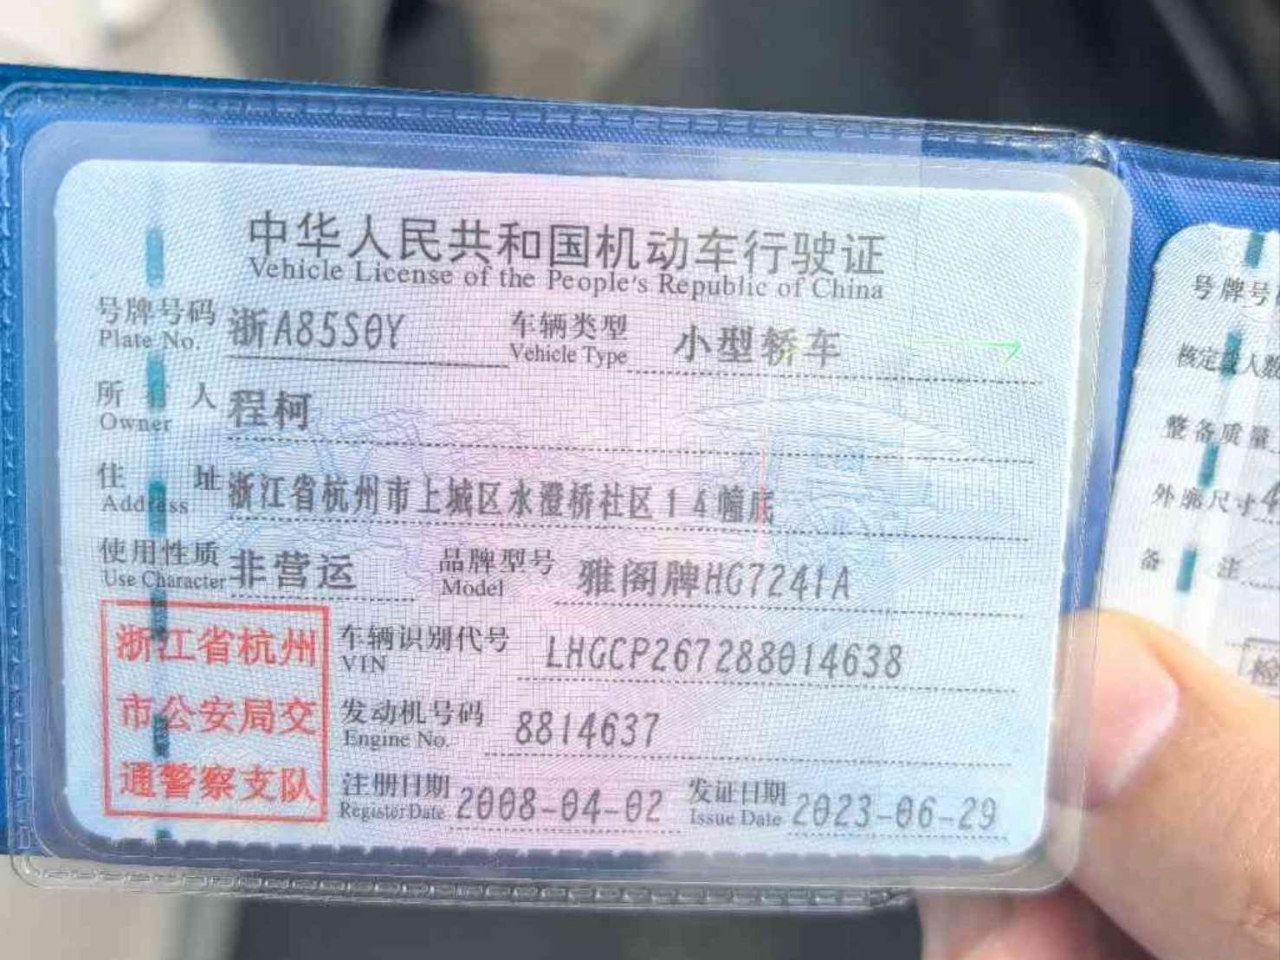 中华人民共和国机动车行驶证
Vehicle License of the People's Republic of China
号牌号码 浙A85S0Y 车辆类型 小型轿车
Plate No. Vehicle Type
所有人 程柯
Owner
住址 浙江省杭州市上城区水澄桥社区14幢底
Address
使用性质 非营运 品牌型号 雅阁牌HG7241A
Use Character Model
浙江省杭州
市公安局交
通警察支队
车辆识别代号 LHGCP267288014638
VIN
发动机号码 8814637
Engine No.
注册日期 2008-04-02 发证日期 2023-06-29
Register Date Issue Date
号牌号
核定 人数
整备质量
外廓尺寸 4
备注
检